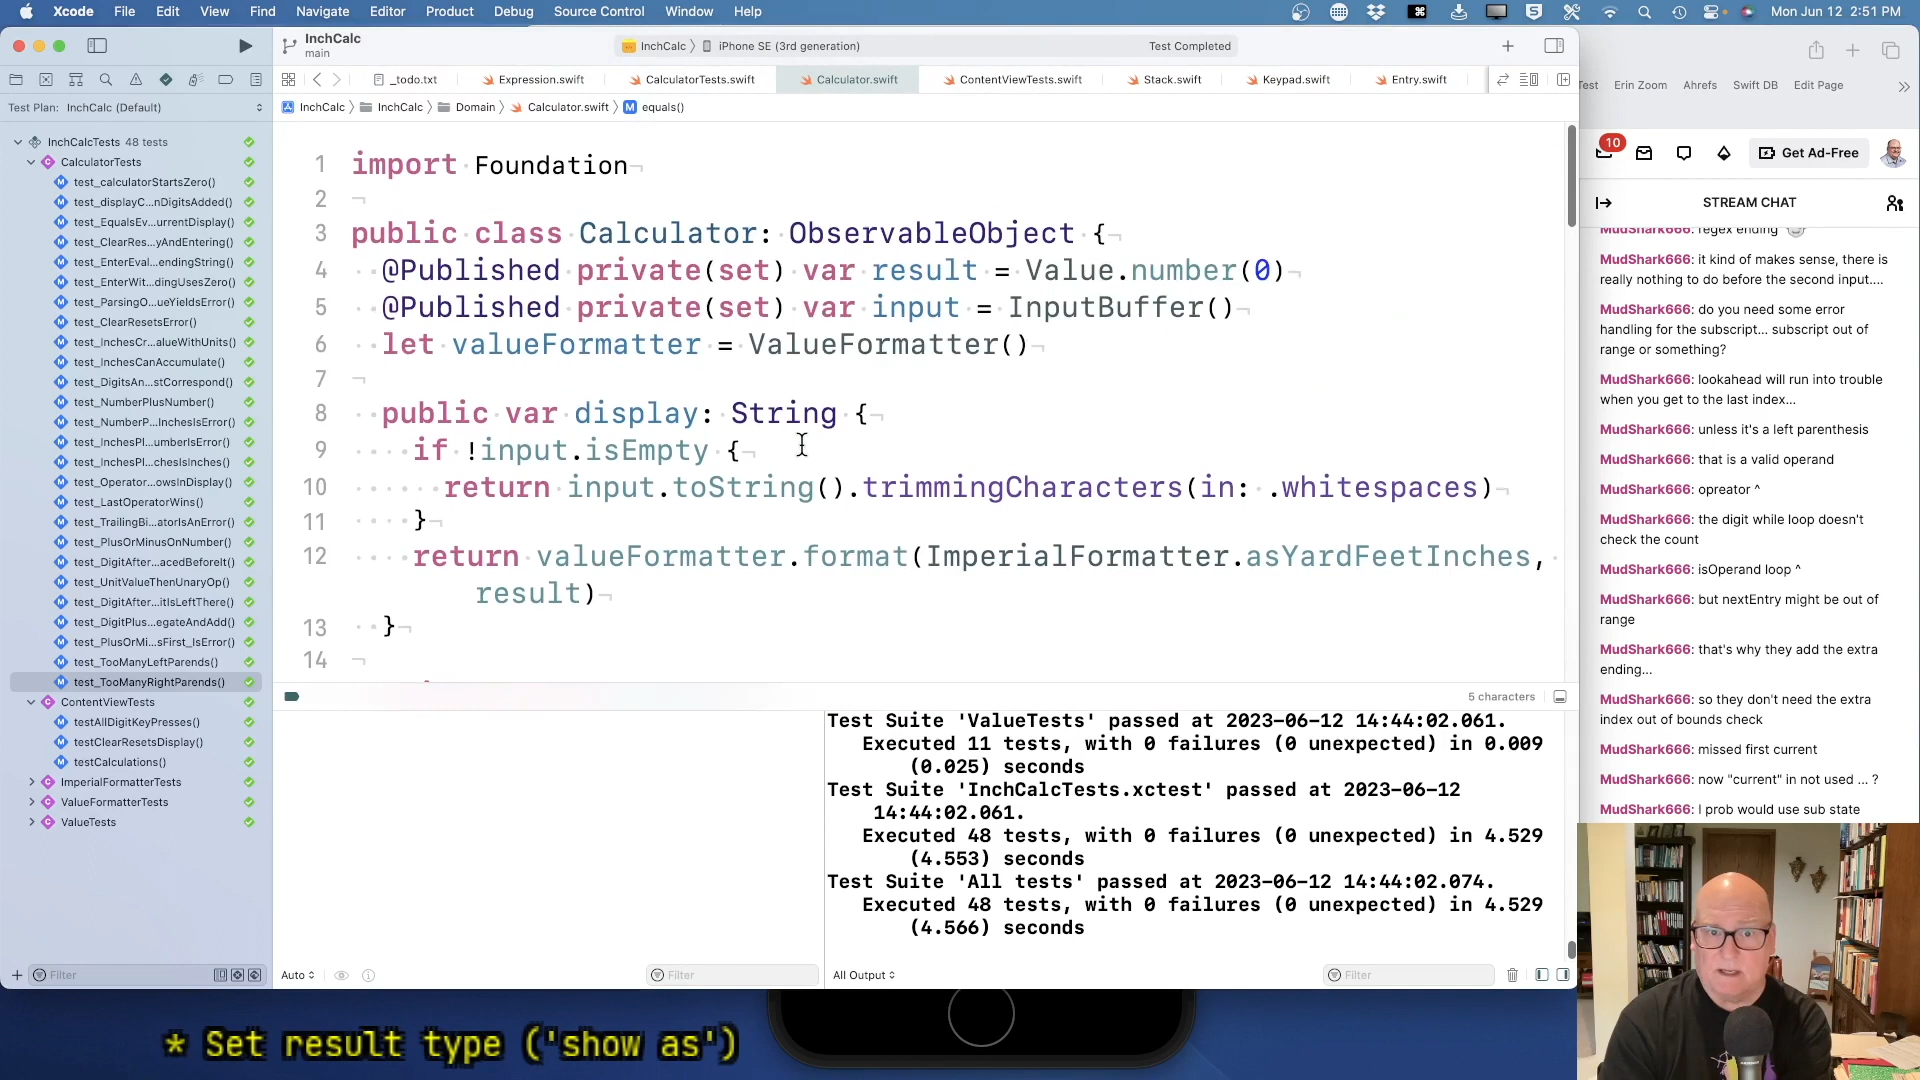 Xcode File Edit View Find Navigate Editor Product Debug Source Control Window Help
Mon Jun 12 2:51 PM
InchCalc
main
InchCalc iPhone SE (3rd generation)
Test Completed
_todo.txt Expression.swift CalculatorTests.swift Calculator.swift ContentViewTests.swift Stack.swift Keypad.swift Entry.swift
Test Plan: InchCalc (Default)
InchCalc InchCalc Domain Calculator.swift M equals()
InchCalcTests 48 tests
CalculatorTests
test_calculatorStartsZero()
test_displayC...nDigitsAdded()
test_EqualsEv...urrentDisplay()
test_ClearRes...yAndEntering()
test_EnterEval...endingString()
test_EnterWit...dingUsesZero()
test_ParsingO...ueYieldsError()
test_ClearResetsError()
test_InchesCr...alueWithUnits()
test_InchesCanAccumulate()
test_DigitsAn...stCorrespond()
test_NumberPlusNumber()
test_NumberP...InchesIsError()
test_InchesPl...umberIsError()
test_InchesPl...chesIsInches()
test_Operator...owsInDisplay()
test_LastOperatorWins()
test_TrailingBi...atorIsAnError()
test_PlusOrMinusOnNumber()
test_DigitAfter...acedBeforeIt()
test_UnitValueThenUnaryOp()
test_DigitAfter...itIsLeftThere()
test_DigitPlus...egateAndAdd()
test_PlusOrMi...sFirst_IsError()
test_TooManyLeftParends()
test_TooManyRightParends()
ContentViewTests
testAllDigitKeyPresses()
testClearResetsDisplay()
testCalculations()
ImperialFormatterTests
ValueFormatterTests
ValueTests
Filter
1 import Foundation¬
2 ¬
3 public class Calculator: ObservableObject {¬
4 @Published private(set) var result = Value.number(0)¬
5 @Published private(set) var input = InputBuffer()¬
6 let valueFormatter = ValueFormatter()¬
7 ¬
8 public var display: String {¬
9 if !input.isEmpty {¬
10 return input.toString().trimmingCharacters(in: .whitespaces)¬
11 }¬
12 return valueFormatter.format(ImperialFormatter.asYardFeetInches,
result)¬
13 }¬
14 ¬
5 characters
Test Suite 'ValueTests' passed at 2023-06-12 14:44:02.061.
Executed 11 tests, with 0 failures (0 unexpected) in 0.009
(0.025) seconds
Test Suite 'InchCalcTests.xctest' passed at 2023-06-12
14:44:02.061.
Executed 48 tests, with 0 failures (0 unexpected) in 4.529
(4.553) seconds
Test Suite 'All tests' passed at 2023-06-12 14:44:02.074.
Executed 48 tests, with 0 failures (0 unexpected) in 4.529
(4.566) seconds
Auto Filter All Output Filter
Test Erin Zoom Ahrefs Swift DB Edit Page
10 Get Ad-Free
STREAM CHAT
MudShark666: regex ending
MudShark666: it kind of makes sense, there is
really nothing to do before the second input....
MudShark666: do you need some error
handling for the subscript... subscript out of
range or something?
MudShark666: lookahead will run into trouble
when you get to the last index...
MudShark666: unless it's a left parenthesis
MudShark666: that is a valid operand
MudShark666: opreator ^
MudShark666: the digit while loop doesn't
check the count
MudShark666: isOperand loop ^
MudShark666: but nextEntry might be out of
range
MudShark666: that's why they add the extra
ending...
MudShark666: so they don't need the extra
index out of bounds check
MudShark666: missed first current
MudShark666: now "current" in not used ... ?
MudShark666: I prob would use sub state
* Set result type ('show as')